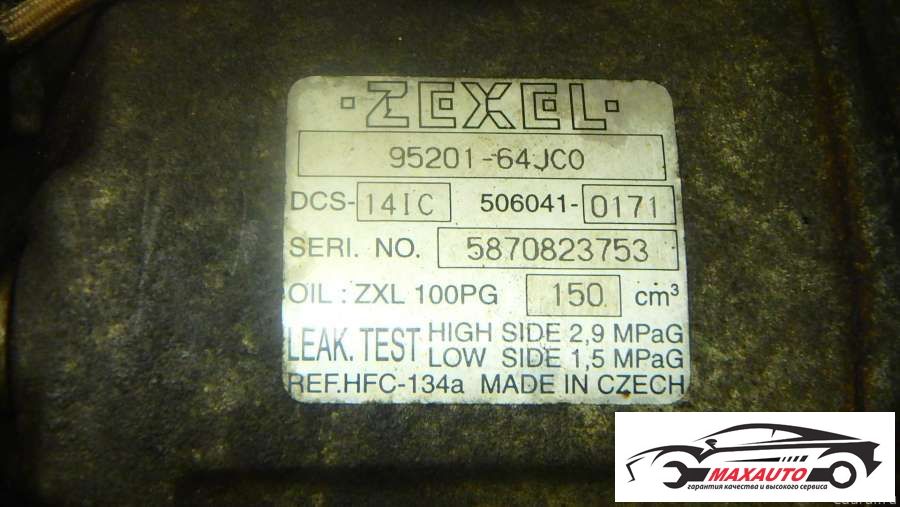 ·ZEXEL·
95201-64JC0
DCS-14IC 506041-0171
SERI. NO. 5870823753
OIL : ZXL 100PG 150 cm³
LEAK. TEST HIGH SIDE 2,9 MPaG
LOW SIDE 1,5 MPaG
REF.HFC-134a MADE IN CZECH
MAXAUTO
гарантия качества и высокого сервиса